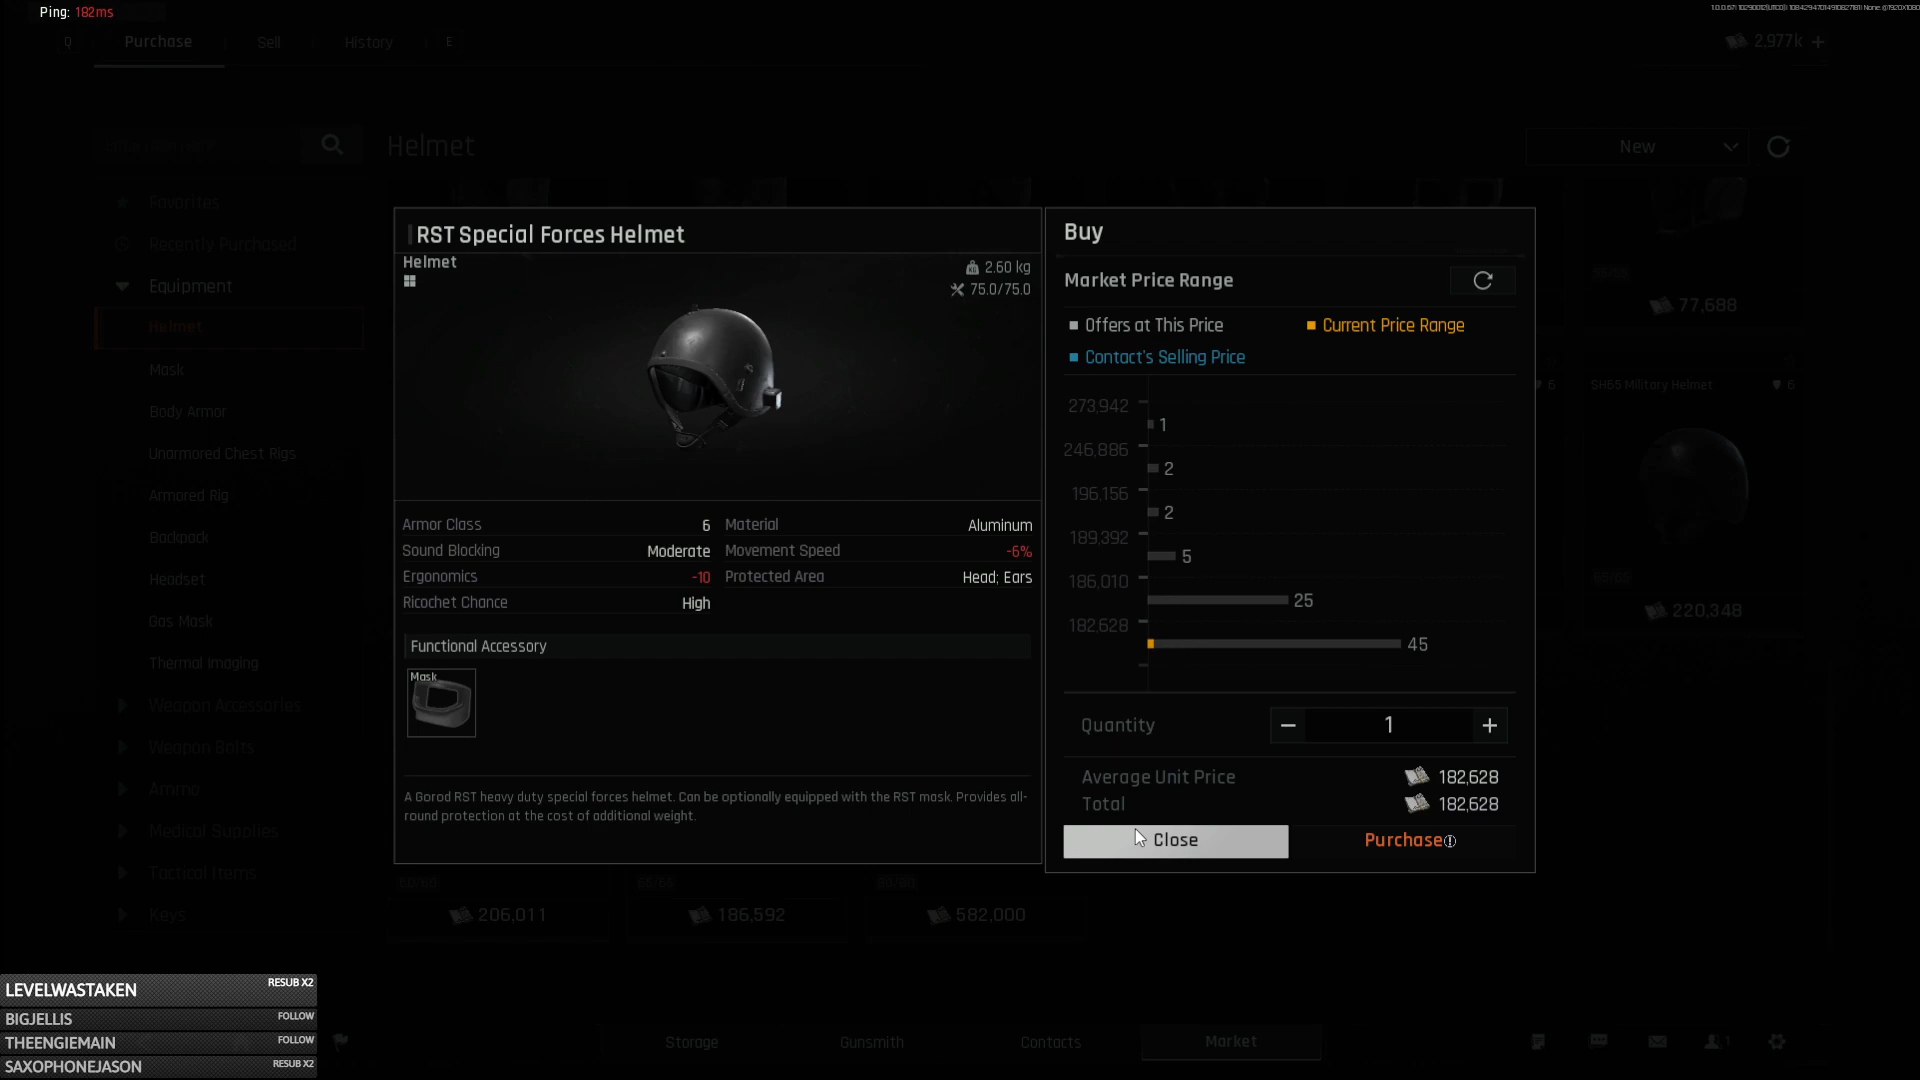 Ping: 182ms
Q Purchase Sell History E
2.977k
Helmet
New
Favorites
Recently Purchased
Equipment
Helmet
Mask
Body Armor
Unarmored Chest Rigs
Armored Rig
Backpack
Headset
Gas Mask
Thermal Imaging
Weapon Accessories
Weapon Bolts
Ammo
Medical Supplies
Tactical Items
Keys
RST Special Forces Helmet
Helmet
2.60 kg
75.0/75.0
Armor Class 6 Material Aluminum
Sound Blocking Moderate Movement Speed -6%
Ergonomics -10 Protected Area Head; Ears
Ricochet Chance High
Functional Accessory
Mask
A Gorod RST heavy duty special forces helmet. Can be optionally equipped with the RST mask. Provides all-
round protection at the cost of additional weight.
Buy
Market Price Range
Offers at This Price Current Price Range
Contact's Selling Price
273,942
1
246,886
2
196,156
2
189,392
5
186,010
25
182,628
45
Quantity 1
Average Unit Price 182,628
Total 182,628
Close Purchase
77,688
6
SH65 Military Helmet 6
220,348
206,011
186,592
582,000
LEVELWASTAKEN RESUB X2
BIGJELLIS FOLLOW
THEENGIEMAIN FOLLOW
SAXOPHONEJASON RESUB X2
Storage Gunsmith Contacts Market
1